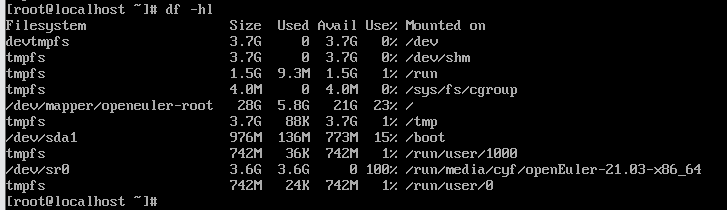 [root@localhost ~]# df -hl
Filesystem Size Used Avail Use% Mounted on
devtmpfs 3.7G 0 3.7G 0% /dev
tmpfs 3.7G 0 3.7G 0% /dev/shm
tmpfs 1.5G 9.3M 1.5G 1% /run
tmpfs 4.0M 0 4.0M 0% /sys/fs/cgroup
/dev/mapper/openeuler-root 28G 5.8G 21G 23% /
tmpfs 3.7G 88K 3.7G 1% /tmp
/dev/sda1 976M 136M 773M 15% /boot
tmpfs 742M 36K 742M 1% /run/user/1000
/dev/sr0 3.6G 3.6G 0 100% /run/media/cyf/openEuler-21.03-x86_64
tmpfs 742M 24K 742M 1% /run/user/0
[root@localhost ~]#